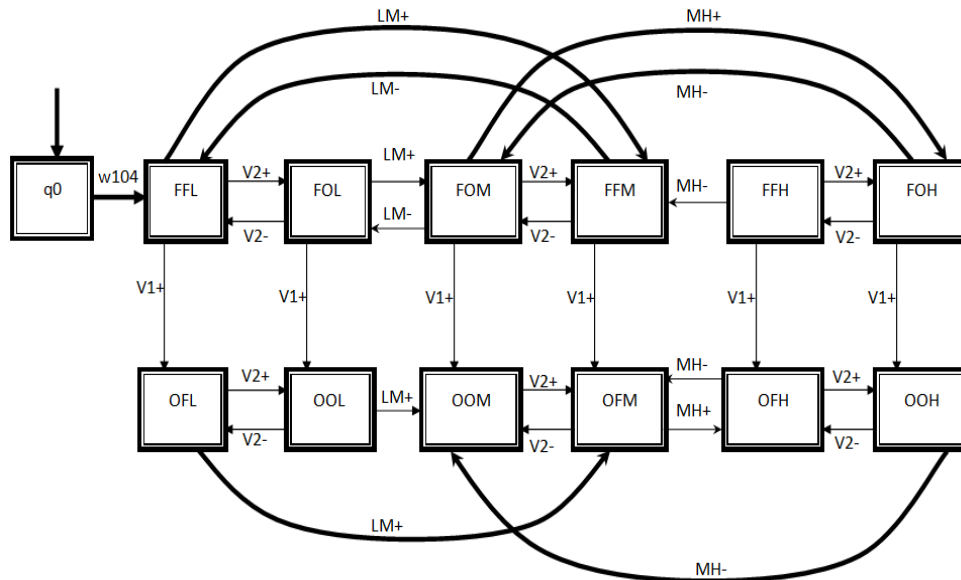 LM+
MH+
LM-
MH-
q0
w104
FFL
V2+
V2-
FOL
LM+
LM-
FOM
V2+
V2-
FFM
MH-
FFH
V2+
V2-
FOH
V1+
V1+
V1+
V1+
V1+
V1+
OFL
V2+
V2-
OOL
LM+
OOM
V2+
V2-
OFM
MH-
MH+
OFH
V2+
V2-
OOH
LM+
MH-